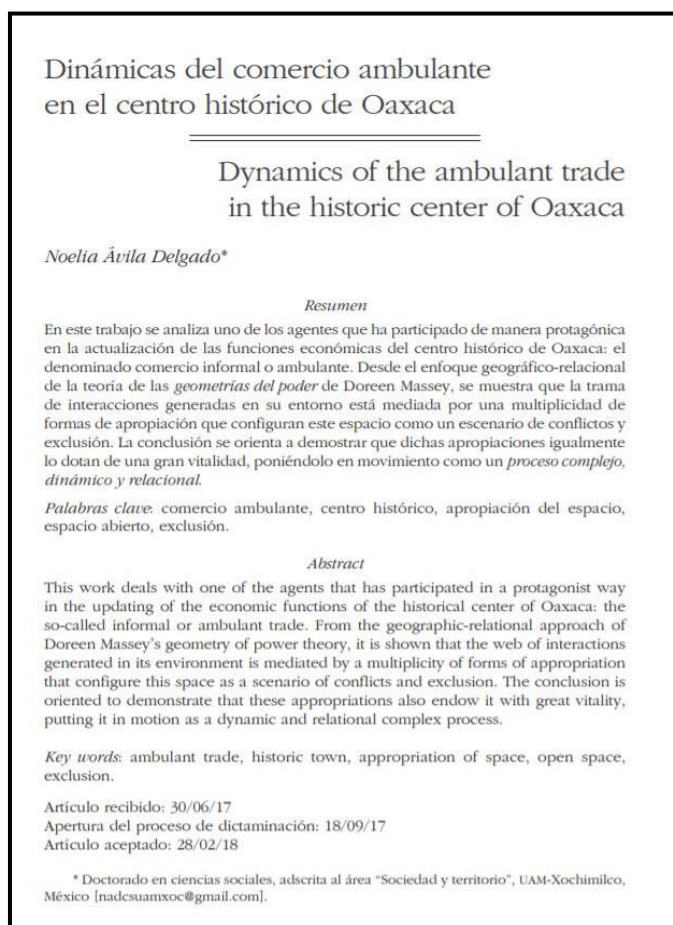 Dinámicas del comercio ambulante
en el centro histórico de Oaxaca
Dynamics of the ambulant trade
in the historic center of Oaxaca
Noelia Ávila Delgado*
Resumen
En este trabajo se analiza uno de los agentes que ha participado de manera protagónica
en la actualización de las funciones económicas del centro histórico de Oaxaca: el
denominado comercio informal o ambulante. Desde el enfoque geográfico-relacional
de la teoría de las geometrías del poder de Doreen Massey, se muestra que la trama
de interacciones generadas en su entorno está mediada por una multiplicidad de
formas de apropiación que configuran este espacio como un escenario de conflictos y
exclusión. La conclusión se orienta a demostrar que dichas apropiaciones igualmente
lo dotan de una gran vitalidad, poniéndolo en movimiento como un proceso complejo,
dinámico y relacional.
Palabras clave: comercio ambulante, centro histórico, apropiación del espacio,
espacio abierto, exclusión.
Abstract
This work deals with one of the agents that has participated in a protagonist way
in the updating of the economic functions of the historical center of Oaxaca: the
so-called informal or ambulant trade. From the geographic-relational approach of
Doreen Massey's geometry of power theory, it is shown that the web of interactions
generated in its environment is mediated by a multiplicity of forms of appropriation
that configure this space as a scenario of conflicts and exclusion. The conclusion is
oriented to demonstrate that these appropriations also endow it with great vitality,
putting it in motion as a dynamic and relational complex process.
Key words: ambulant trade, historic town, appropriation of space, open space,
exclusion.
Artículo recibido: 30/06/17
Apertura del proceso de dictaminación: 18/09/17
Artículo aceptado: 28/02/18
* Doctorado en ciencias sociales, adscrita al área "Sociedad y territorio", UAM-Xochimilco,
México [nadcsuamxoc@gmail.com].